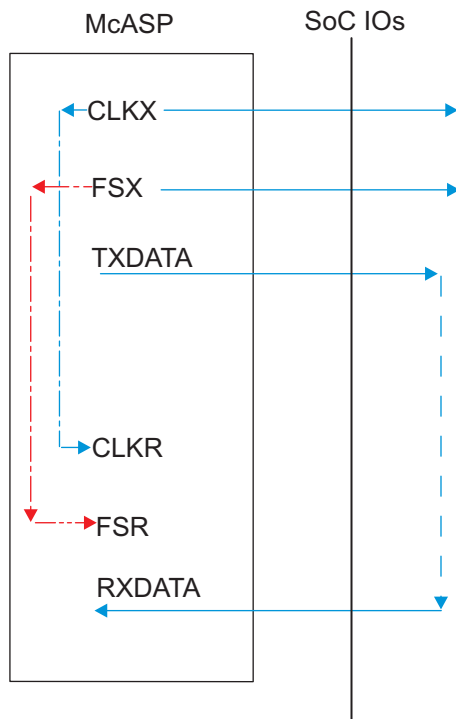 McASP
SoC IOs
CLKX
FSX
TXDATA
CLKR
FSR
RXDATA